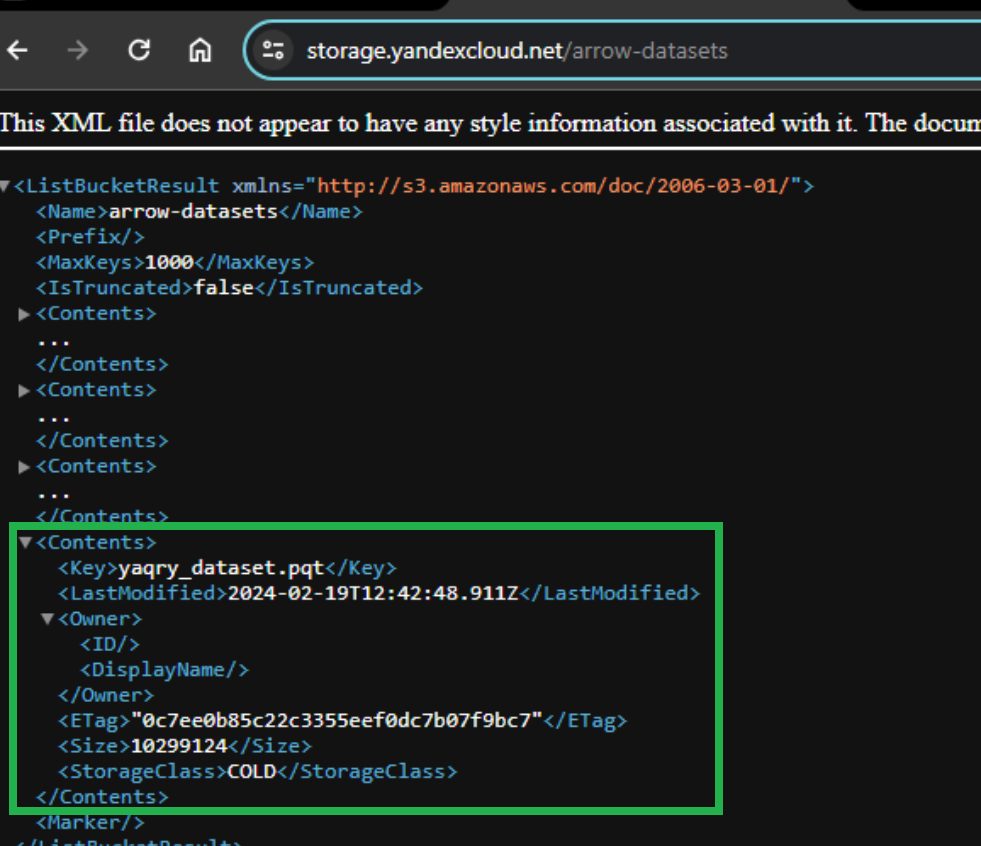 storage.yandexcloud.net/arrow-datasets
This XML file does not appear to have any style information associated with it. The docum
<ListBucketResult xmlns="http://s3.amazonaws.com/doc/2006-03-01/">
<Name>arrow-datasets</Name>
<Prefix/>
<MaxKeys>1000</MaxKeys>
<IsTruncated>false</IsTruncated>
<Contents>
...
</Contents>
<Contents>
...
</Contents>
<Contents>
...
</Contents>
<Contents>
<Key>yaqry_dataset.pqt</Key>
<LastModified>2024-02-19T12:42:48.911Z</LastModified>
<Owner>
<ID/>
<DisplayName/>
</Owner>
<ETag>"0c7ee0b85c22c3355eef0dc7b07f9bc7"</ETag>
<Size>10299124</Size>
<StorageClass>COLD</StorageClass>
</Contents>
<Marker/>
</ListBucketResult>